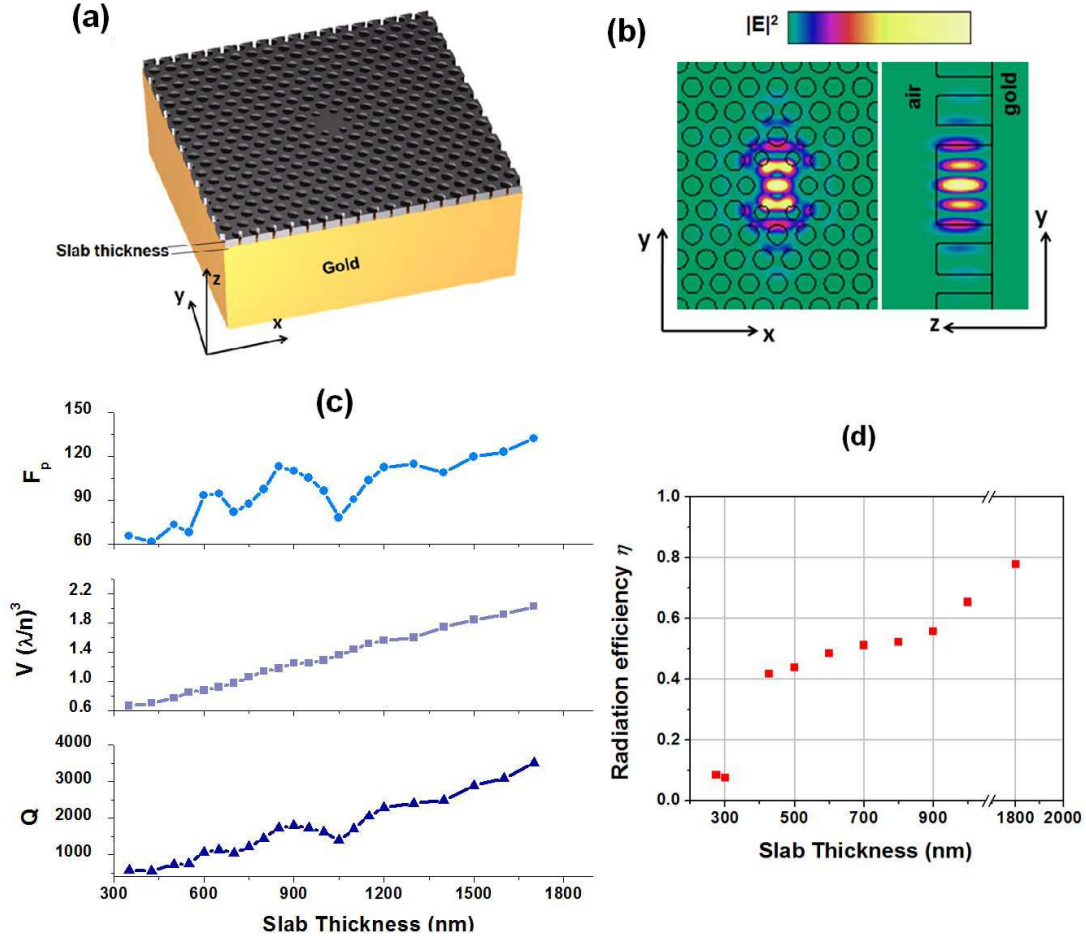 (a)
Slab thickness
Gold
z
y
x
(b)
|E|²
air
gold
y
x
z
y
(c)
150
120
90
60
F_p
2.2
1.8
1.4
1.0
0.6
V (λ/n)³
4000
3000
2000
1000
Q
300 600 900 1200 1500 1800
Slab Thickness (nm)
(d)
1.0
0.8
0.6
0.4
0.2
0.0
Radiation efficiency η
300 500 700 900 1800 2000
Slab Thickness (nm)